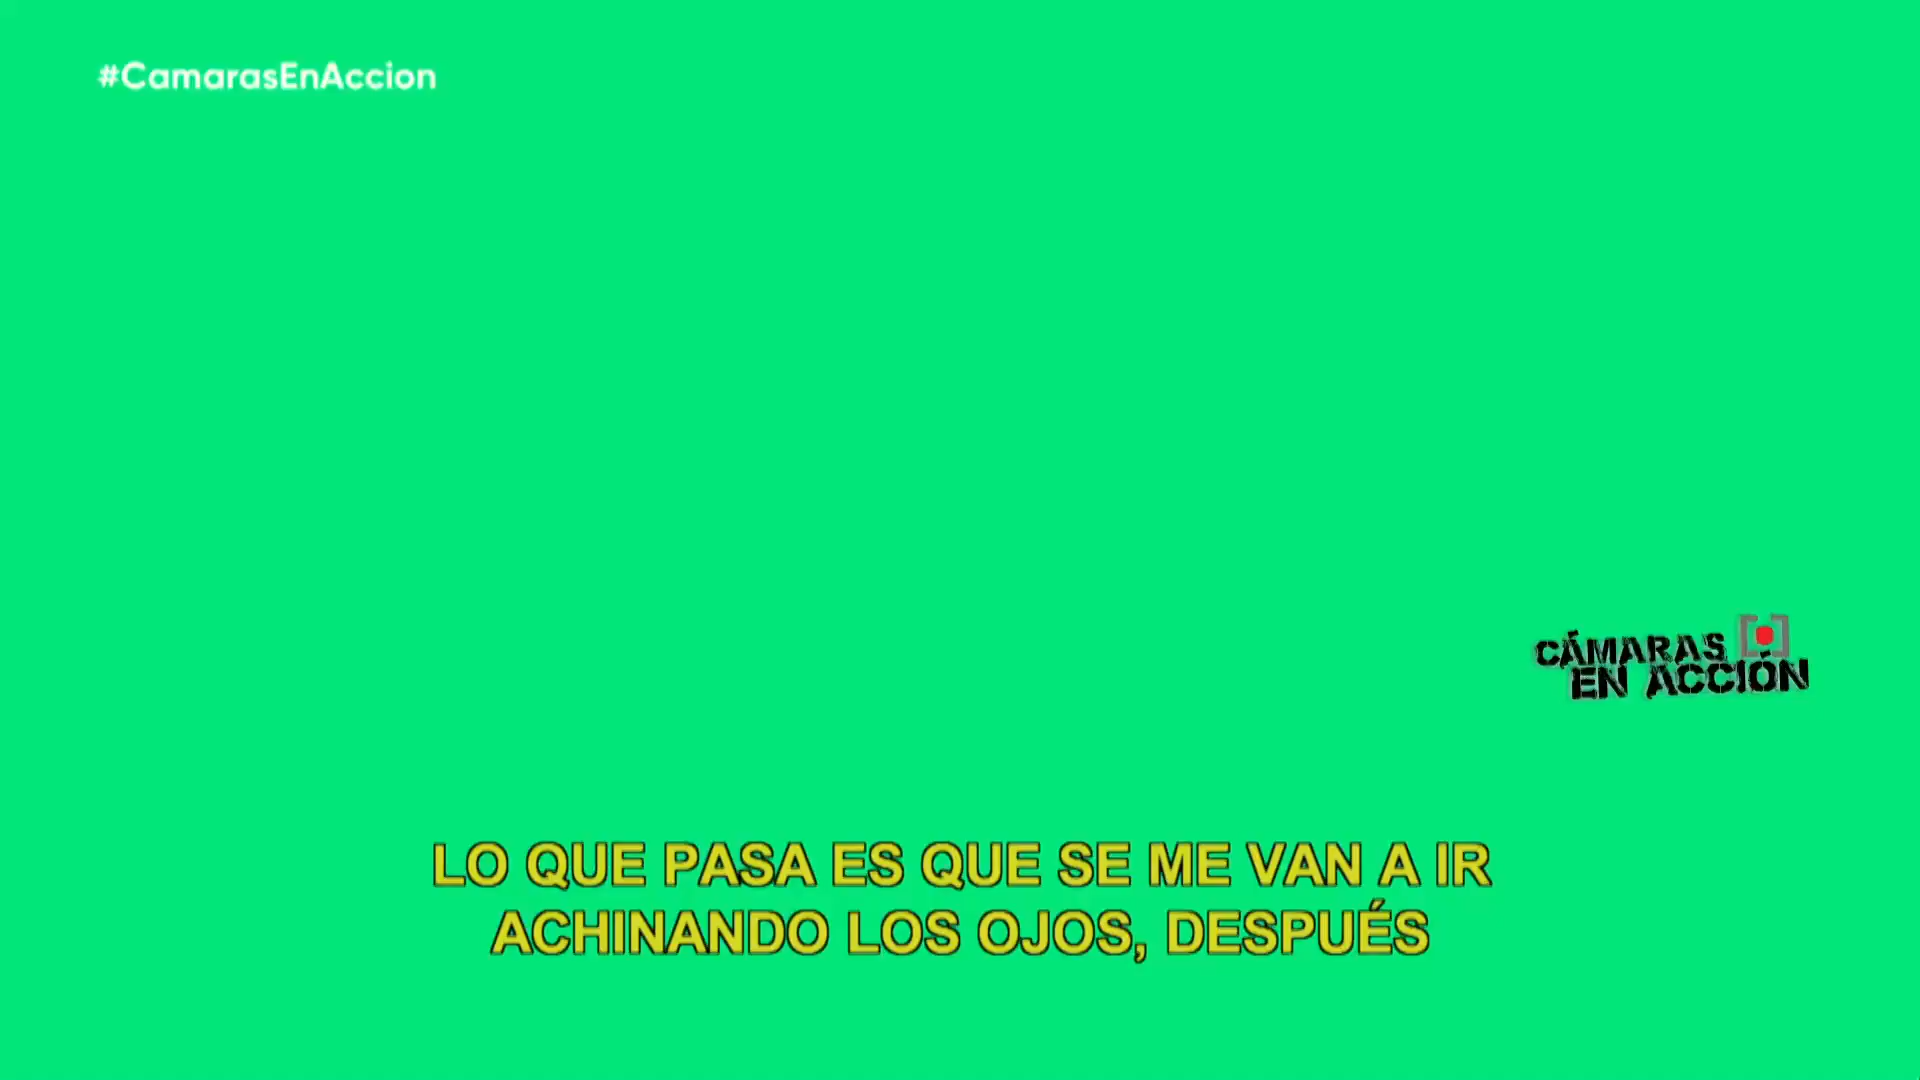 #CamarasEnAccion
CÁMARAS
EN ACCIÓN
LO QUE PASA ES QUE SE ME VAN A IR
ACHINANDO LOS OJOS, DESPUÉS